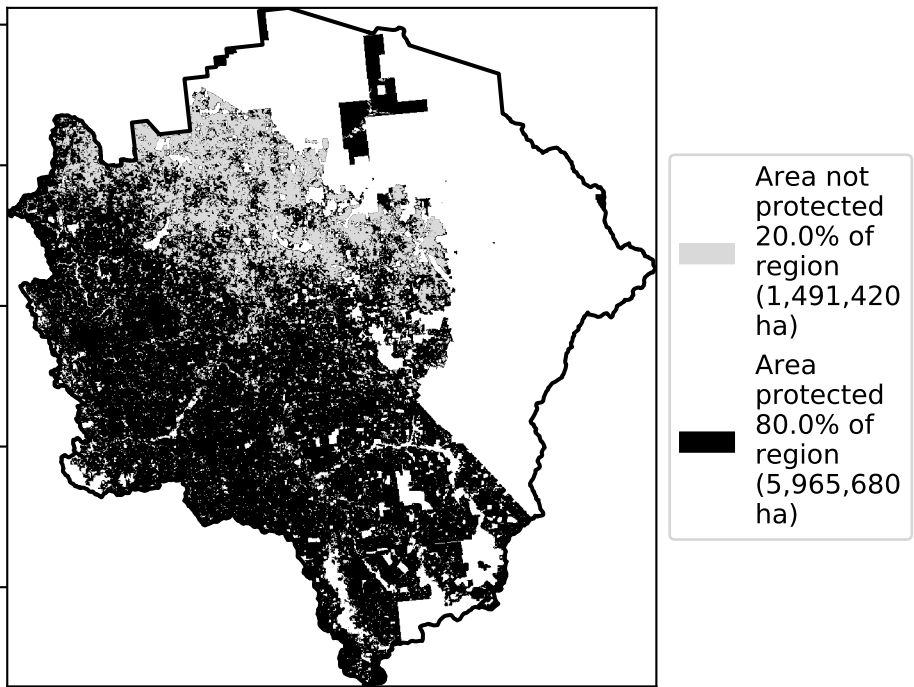 Area not
protected
20.0% of
region
(1,491,420
ha)
Area
protected
80.0% of
region
(5,965,680
ha)